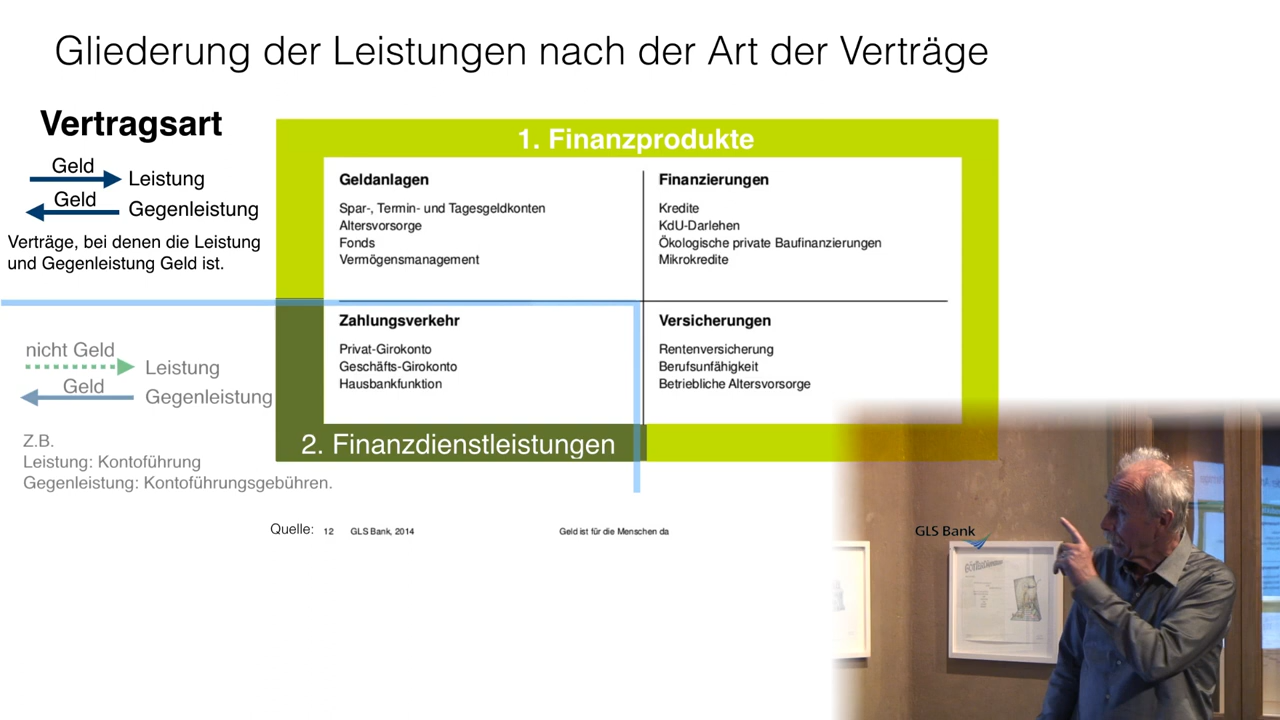 Gliederung der Leistungen nach der Art der Verträge
Vertragsart
Geld
Leistung
Geld
Gegenleistung
Verträge, bei denen die Leistung
und Gegenleistung Geld ist.
nicht Geld
Leistung
Geld
Gegenleistung
Z.B.
Leistung: Kontoführung
Gegenleistung: Kontoführungsgebühren.
1. Finanzprodukte
Geldanlagen
Spar-, Termin- und Tagesgeldkonten
Altersvorsorge
Fonds
Vermögensmanagement
Finanzierungen
Kredite
KdU-Darlehen
Ökologische private Baufinanzierungen
Mikrokredite
Zahlungsverkehr
Privat-Girokonto
Geschäfts-Girokonto
Hausbankfunktion
Versicherungen
Rentenversicherung
Berufsunfähigkeit
Betriebliche Altersvorsorge
2. Finanzdienstleistungen
Quelle: 12 GLS Bank, 2014
Geld ist für die Menschen da
GLS Bank